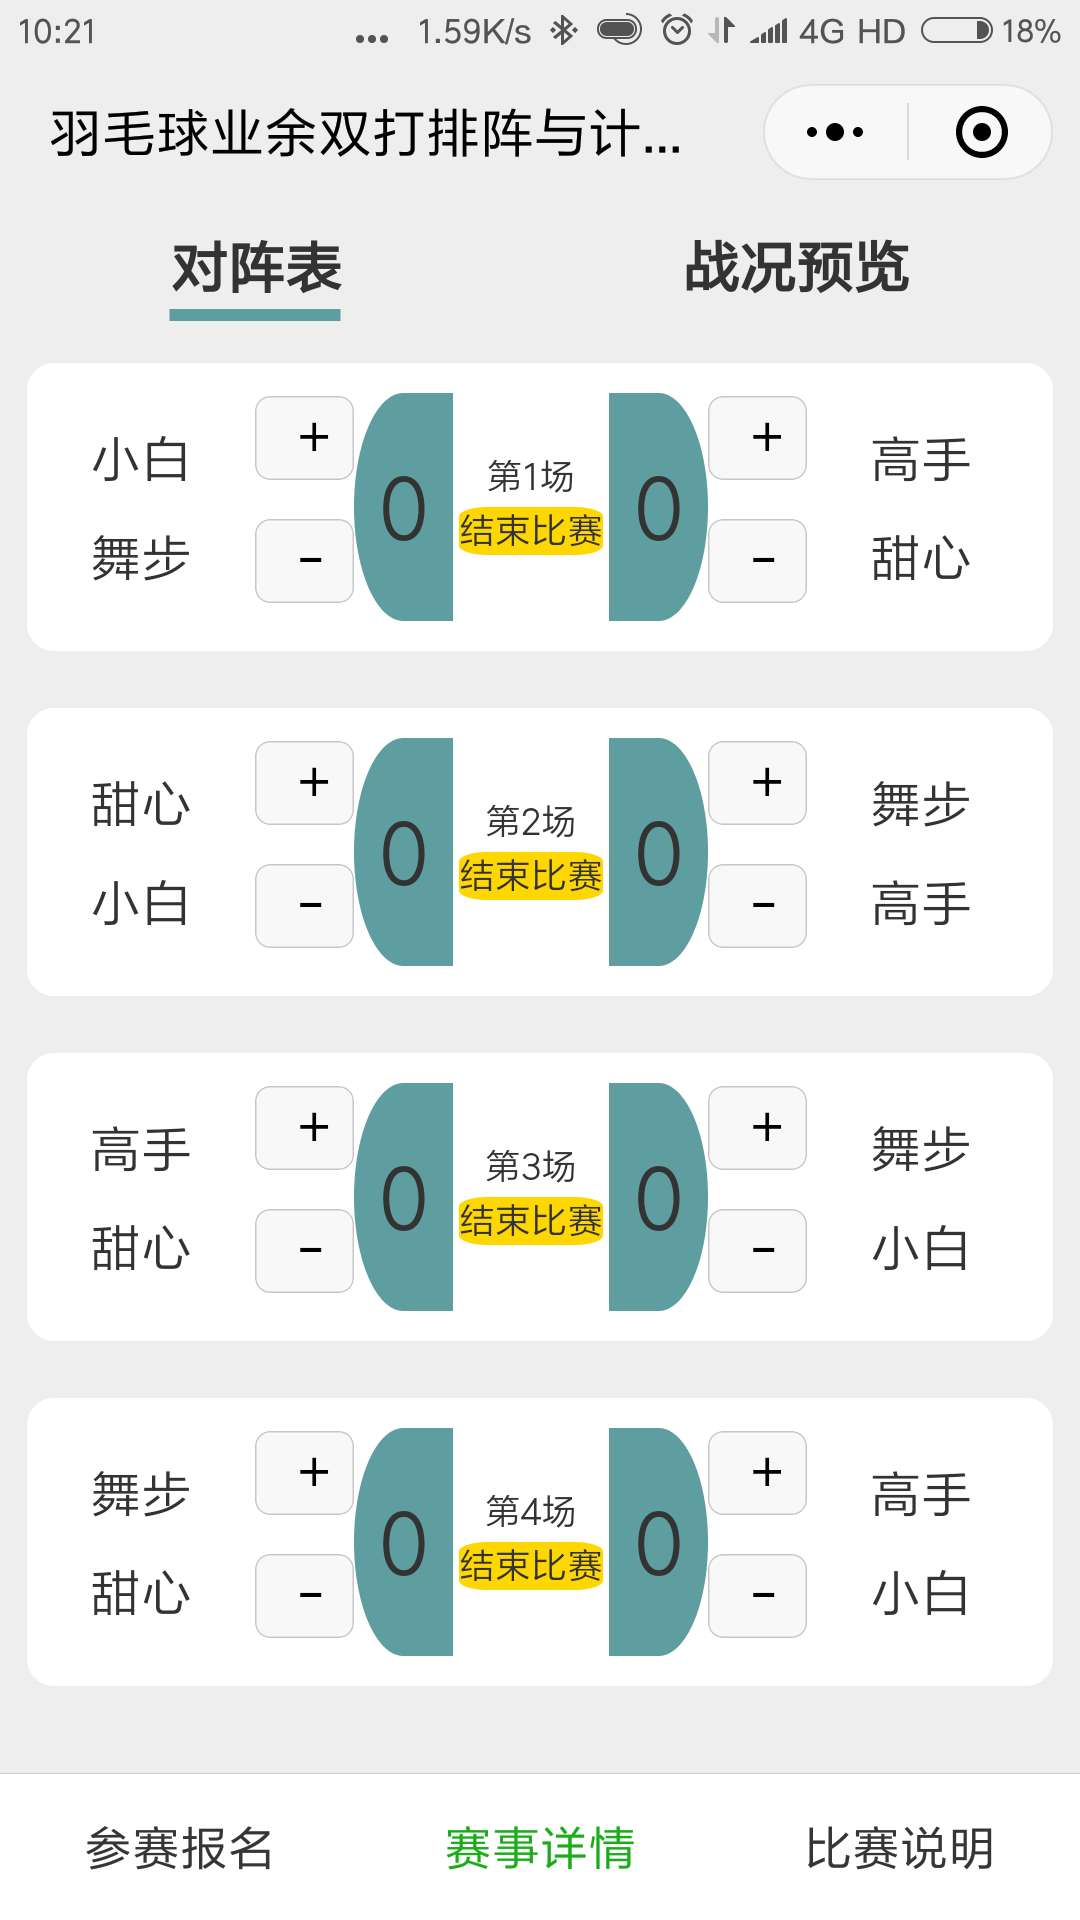 10:21 ... 1.59K/s 4G HD 18%
羽毛球业余双打排阵与计...
对阵表 战况预览
小白 + 0 第1场 0 + 高手
舞步 - 结束比赛 - 甜心
甜心 + 0 第2场 0 + 舞步
小白 - 结束比赛 - 高手
高手 + 0 第3场 0 + 舞步
甜心 - 结束比赛 - 小白
舞步 + 0 第4场 0 + 高手
甜心 - 结束比赛 - 小白
参赛报名 赛事详情 比赛说明